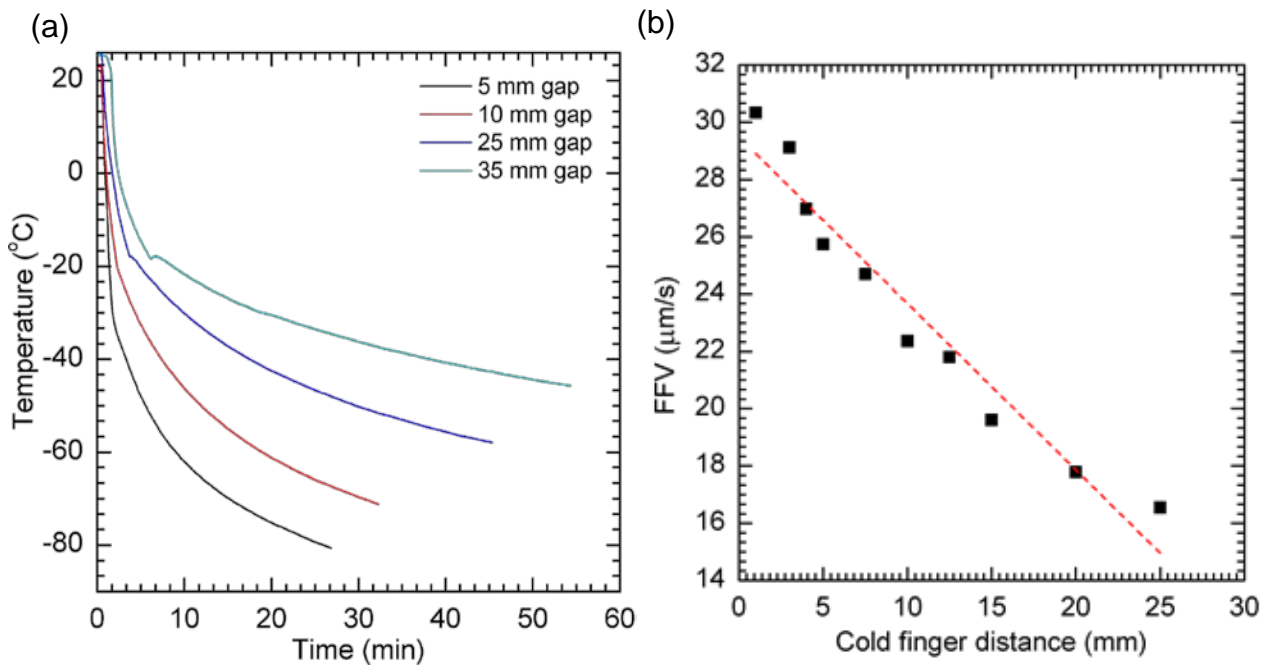 (a)
20
0
-20
-40
-60
-80
Temperature (°C)
5 mm gap
10 mm gap
25 mm gap
35 mm gap
0 10 20 30 40 50 60
Time (min)
(b)
32
30
28
26
24
22
20
18
16
14
FFV (μm/s)
0 5 10 15 20 25 30
Cold finger distance (mm)